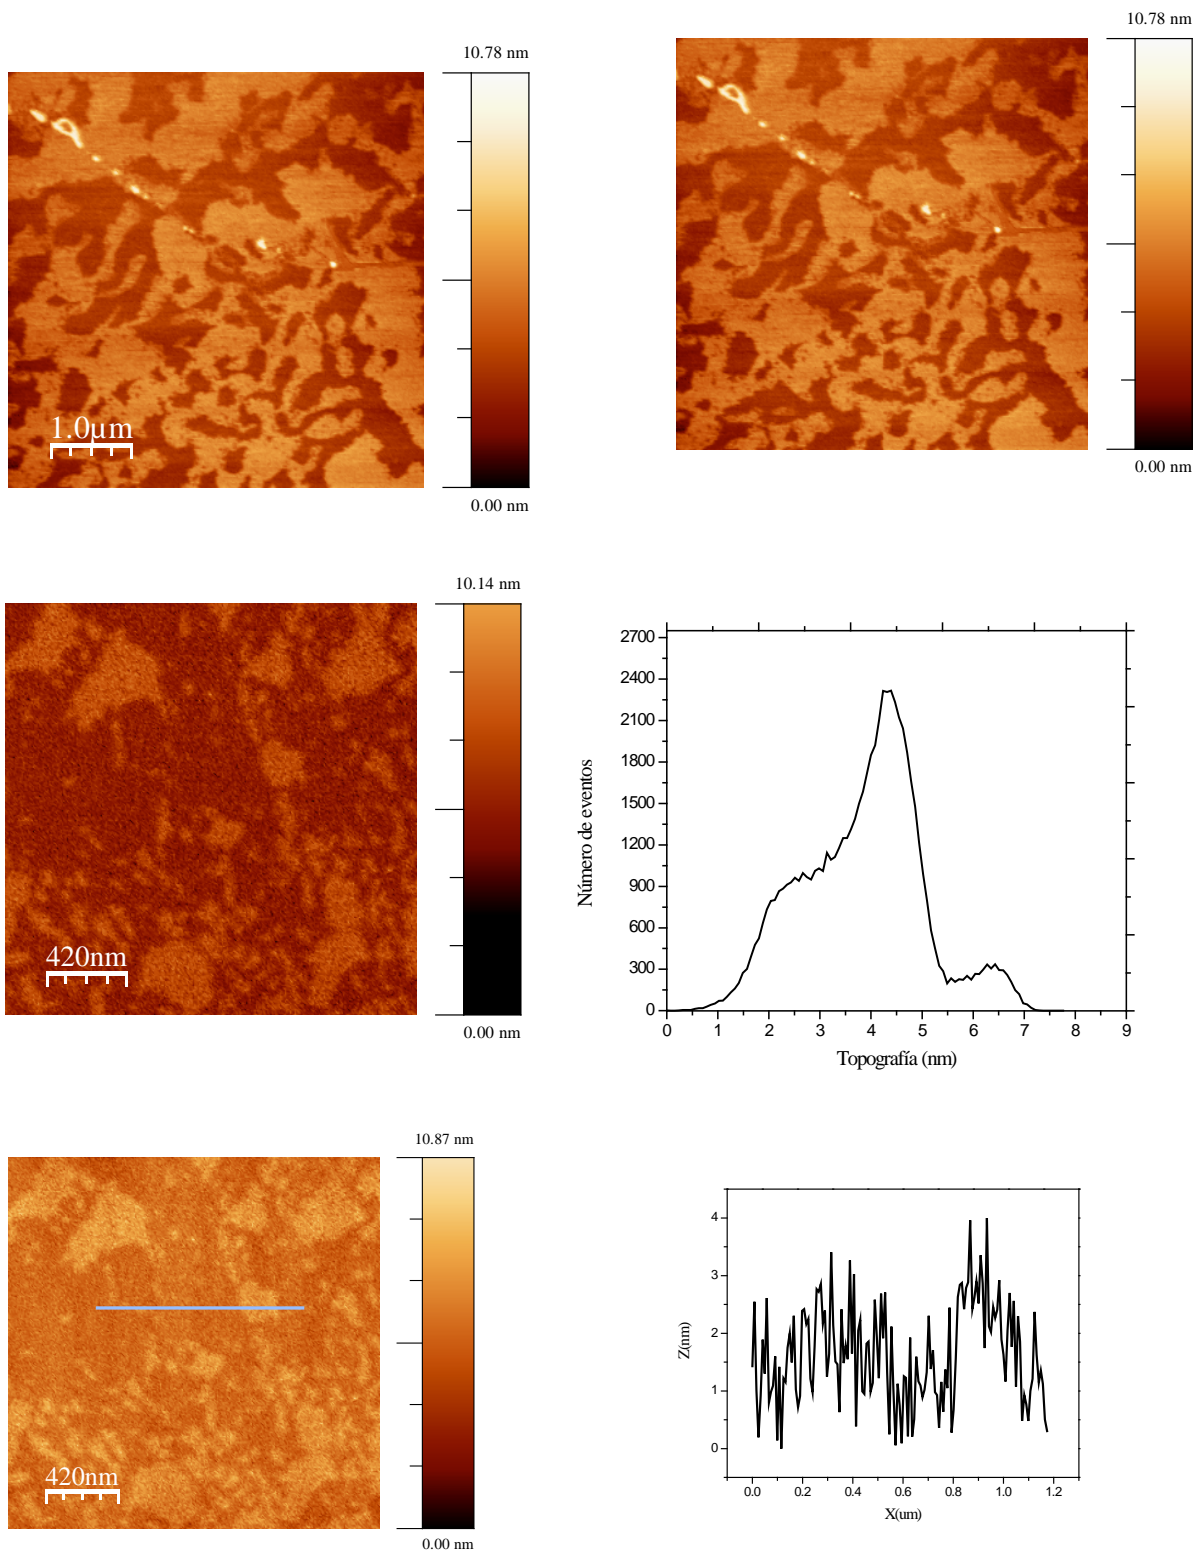 10.78 nm
1.0µm
0.00 nm
10.78 nm
0.00 nm
10.14 nm
420nm
0.00 nm
2700
2400
2100
1800
1500
1200
900
600
300
0
0 1 2 3 4 5 6 7 8 9
Número de eventos
Topografía (nm)
10.87 nm
420nm
0.00 nm
4
3
2
1
0
0.0 0.2 0.4 0.6 0.8 1.0 1.2
Z(nm)
X(um)